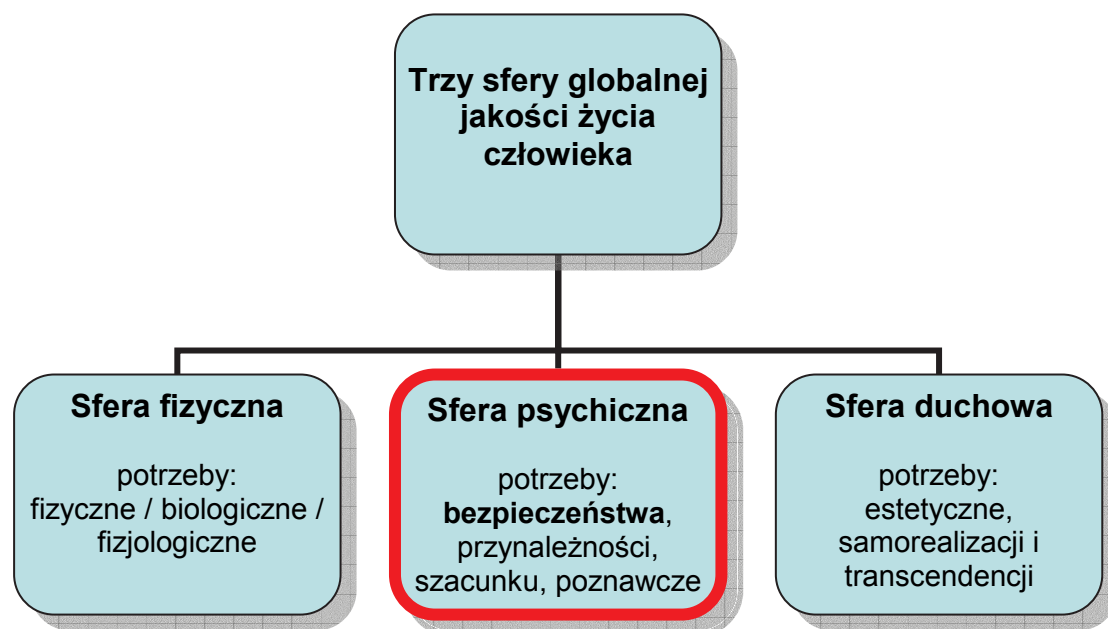 Trzy sfery globalnej
jakości życia
człowieka
Sfera fizyczna
potrzeby:
fizyczne / biologiczne /
fizjologiczne
Sfera psychiczna
potrzeby:
bezpieczeństwa,
przynależności,
szacunku, poznawcze
Sfera duchowa
potrzeby:
estetyczne,
samorealizacji i
transcendencji